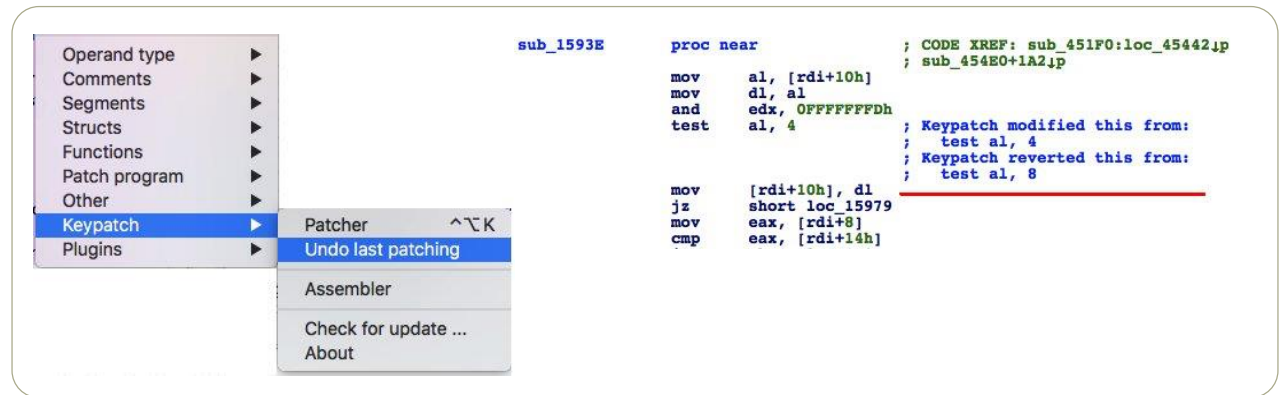 Operand type
Comments
Segments
Structs
Functions
Patch program
Other
Keypatch
Plugins
Patcher ^⌥K
Undo last patching
Assembler
Check for update ...
About
sub_1593E proc near ; CODE XREF: sub_451F0:loc_45442↓p
; sub_454E0+1A2↓p
mov al, [rdi+10h]
mov dl, al
and edx, 0FFFFFFFDh
test al, 4 ; Keypatch modified this from:
; test al, 4
; Keypatch reverted this from:
; test al, 8
mov [rdi+10h], dl
jz short loc_15979
mov eax, [rdi+8]
cmp eax, [rdi+14h]